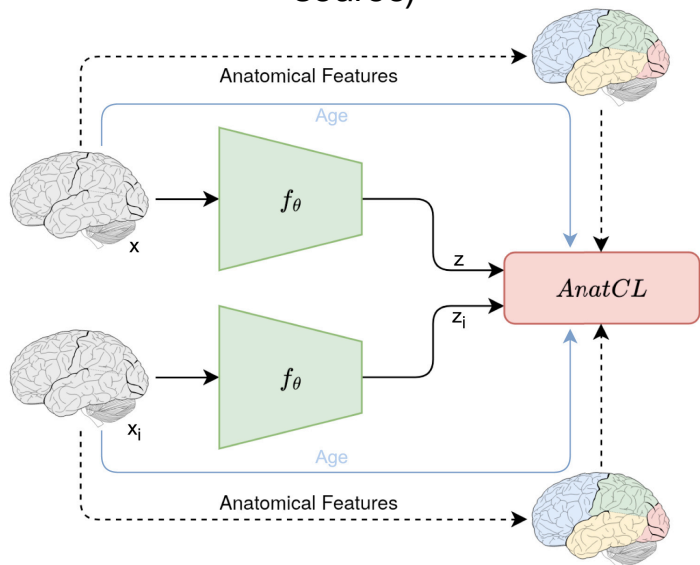 Anatomical Features
Age
x
fθ
z
AnatCL
zᵢ
fθ
xᵢ
Age
Anatomical Features